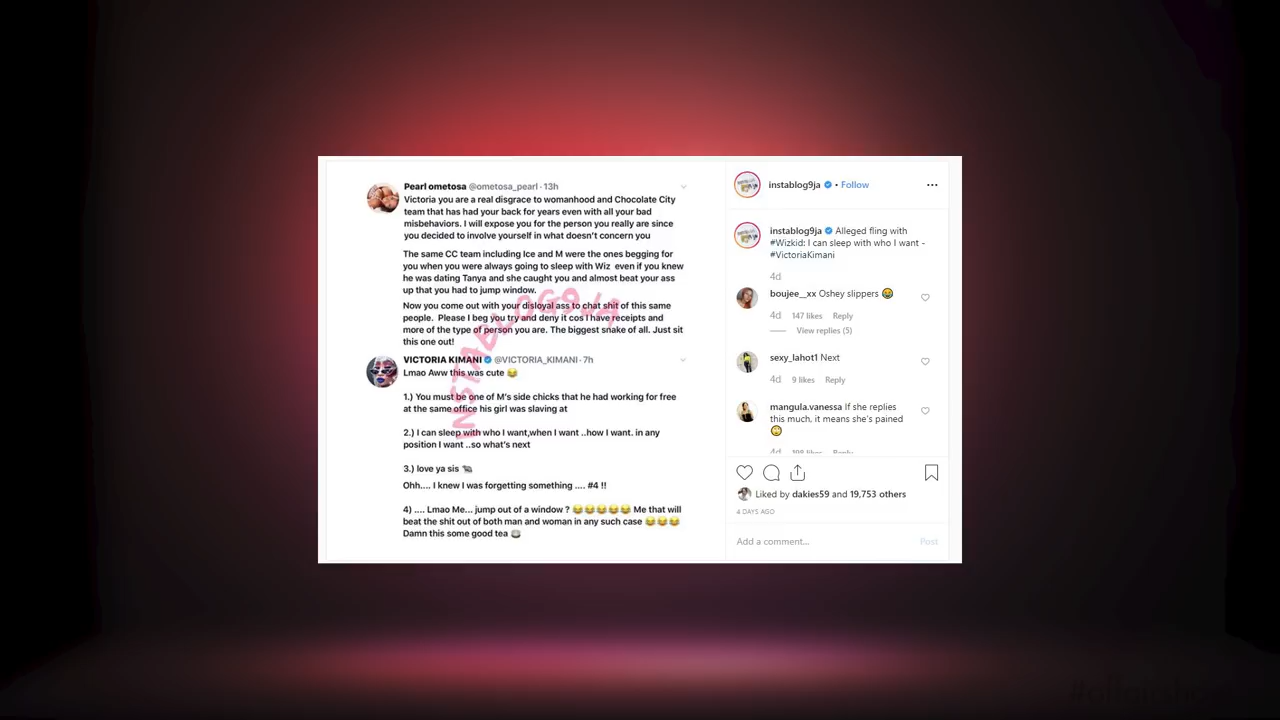 Pearl ometosa @ometosa_pearl · 13h
Victoria you are a real disgrace to womanhood and Chocolate City
team that has had your back for years even with all your bad
misbehaviors. I will expose you for the person you really are since
you decided to involve yourself in what doesn't concern you
The same CC team including Ice and M were the ones begging for
you when you were always going to sleep with Wiz even if you knew
he was dating Tanya and she caught you and almost beat your ass
up that you had to jump window.
Now you come out with your disloyal ass to chat shit of this same
people. Please I beg you try and deny it cos I have receipts and
more of the type of person you are. The biggest snake of all. Just sit
this one out!
INSTABLOG9JA
VICTORIA KIMANI @VICTORIA_KIMANI · 7h
Lmao Aww this was cute 😂
1.) You must be one of M's side chicks that he had working for free
at the same office his girl was slaving at
2.) I can sleep with who I want,when I want ..how I want. in any
position I want ..so what's next
3.) love ya sis 🐀
Ohh.... I knew I was forgetting something .... #4 !!
4) .... Lmao Me... jump out of a window ? 😂😂😂😂😂 Me that will
beat the shit out of both man and woman in any such case 😂😂😂
Damn this some good tea 🍵
instablog9ja • Follow
instablog9ja Alleged fling with
#Wizkid: I can sleep with who I want -
#VictoriaKimani
4d
boujee__xx Oshey slippers 😂
4d 147 likes Reply
View replies (5)
sexy_lahot1 Next
4d 9 likes Reply
mangula.vanessa If she replies
this much, it means she's pained
🙄
4d 198 likes Reply
Liked by dakies59 and 19,753 others
4 DAYS AGO
Add a comment... Post